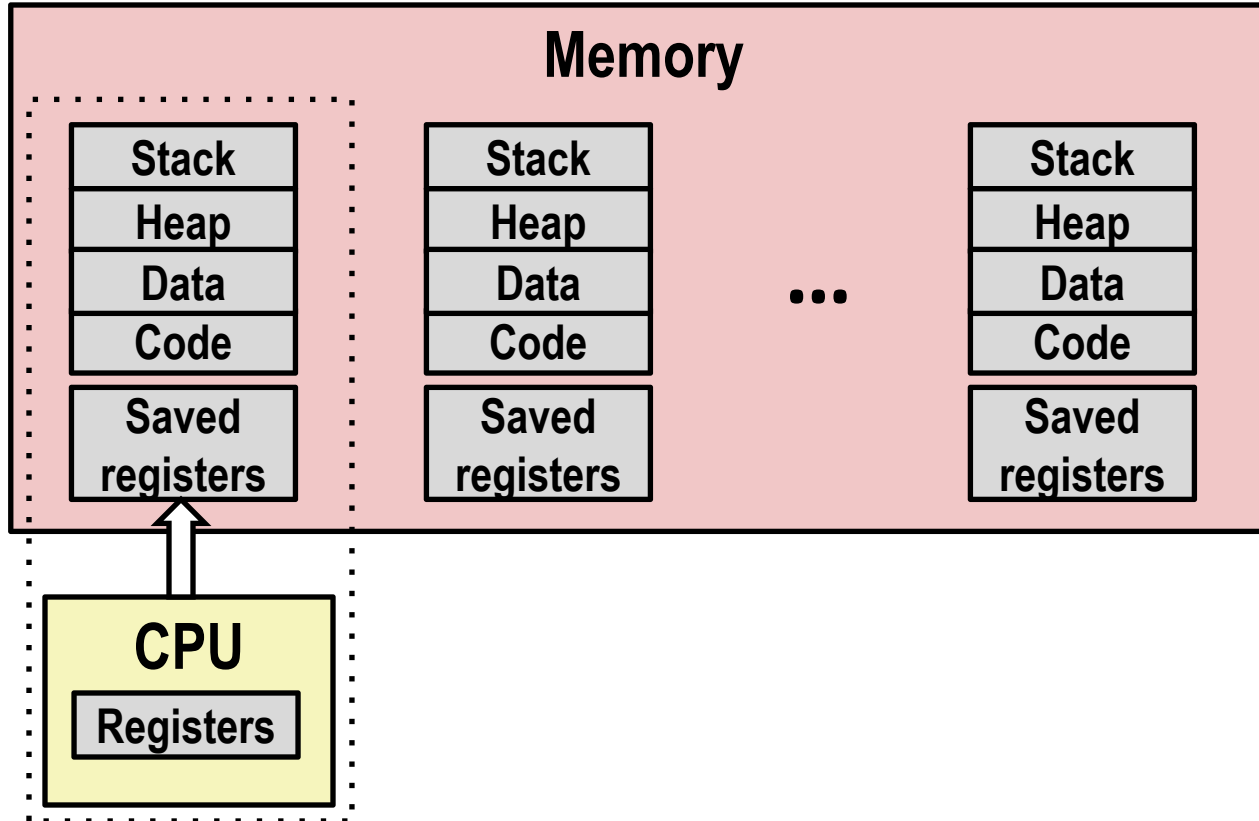 Memory
Stack
Heap
Data
Code
Saved
registers
Stack
Heap
Data
Code
Saved
registers
...
Stack
Heap
Data
Code
Saved
registers
CPU
Registers